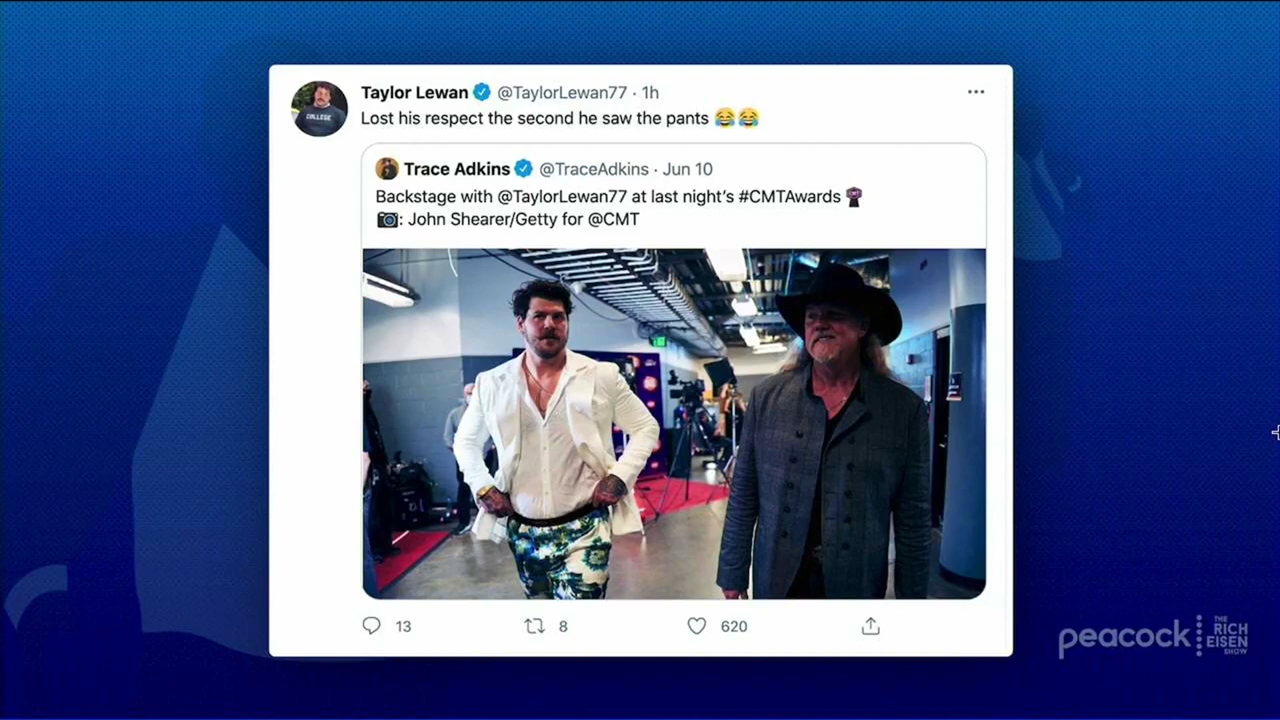 Taylor Lewan @TaylorLewan77 · 1h
COLLEGE
Lost his respect the second he saw the pants 😂😂
Trace Adkins @TraceAdkins · Jun 10
Backstage with @TaylorLewan77 at last night's #CMTAwards
📷: John Shearer/Getty for @CMT
13 8 620
peacock THE RICH EISEN SHOW